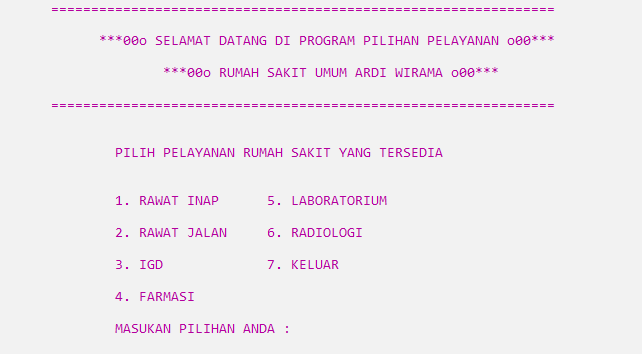 ===============================================================
***00o SELAMAT DATANG DI PROGRAM PILIHAN PELAYANAN o00***
***00o RUMAH SAKIT UMUM ARDI WIRAMA o00***
===============================================================
PILIH PELAYANAN RUMAH SAKIT YANG TERSEDIA
1. RAWAT INAP      5. LABORATORIUM
2. RAWAT JALAN     6. RADIOLOGI
3. IGD             7. KELUAR
4. FARMASI
MASUKAN PILIHAN ANDA :